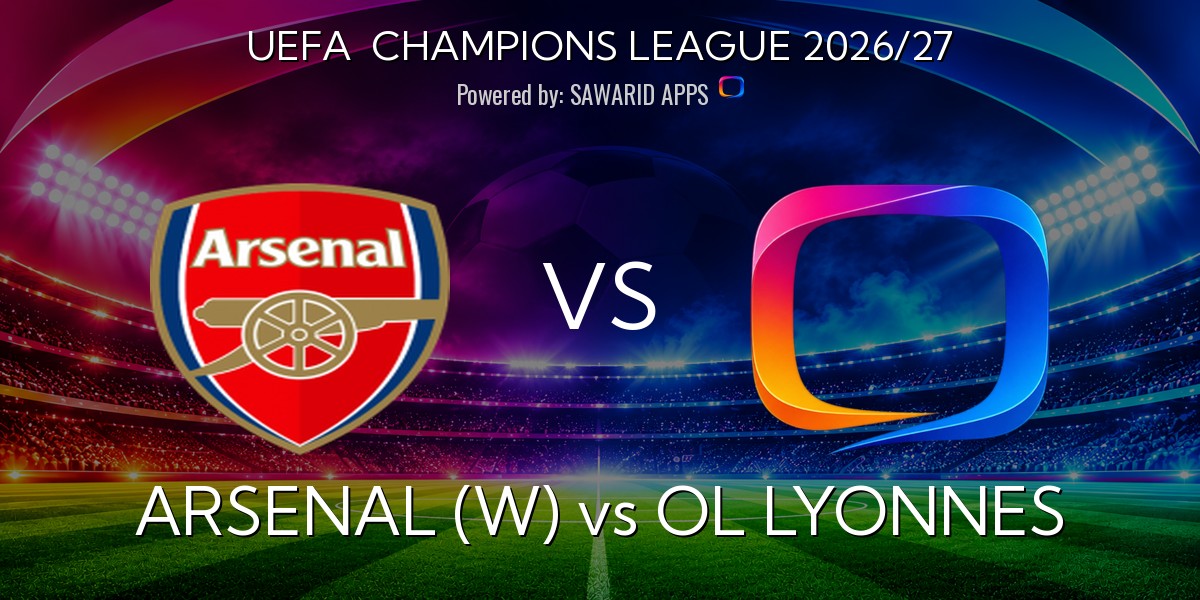 UEFA CHAMPIONS LEAGUE 2026/27
Powered by: SAWARID APPS
Arsenal
VS
ARSENAL (W) vs OL LYONNES